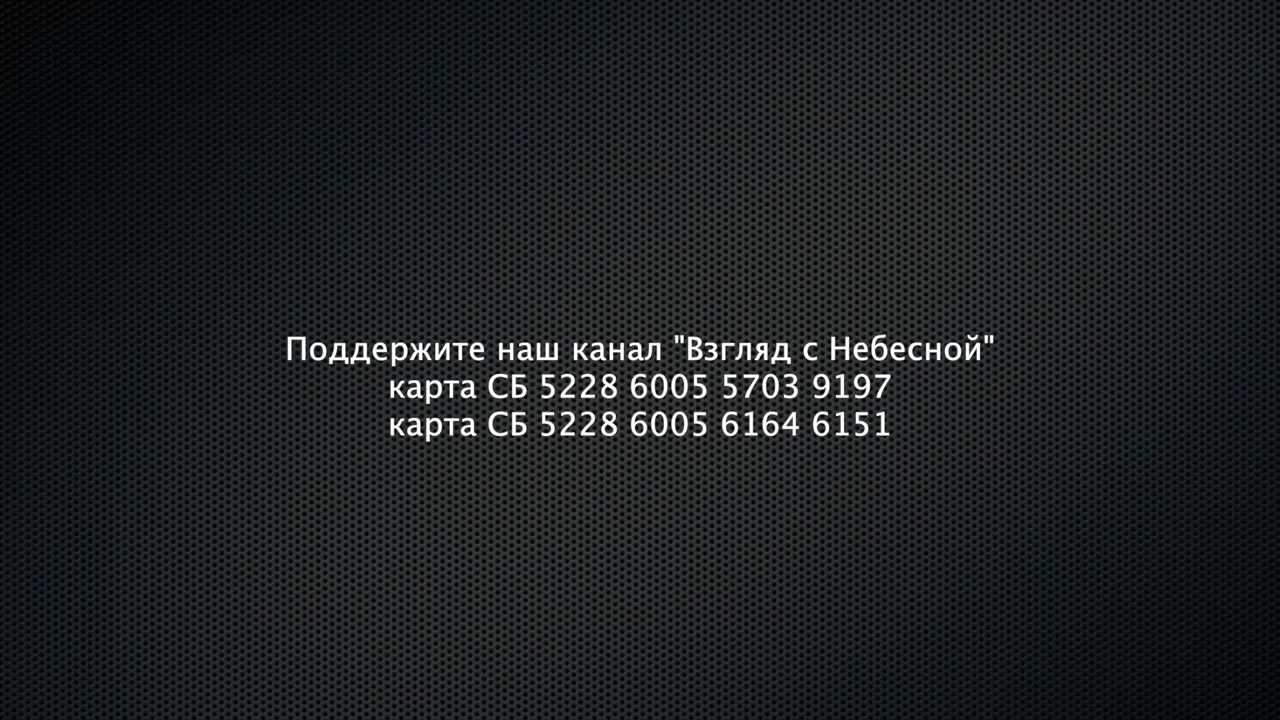 Поддержите наш канал "Взгляд с Небесной"
карта СБ 5228 6005 5703 9197
карта СБ 5228 6005 6164 6151